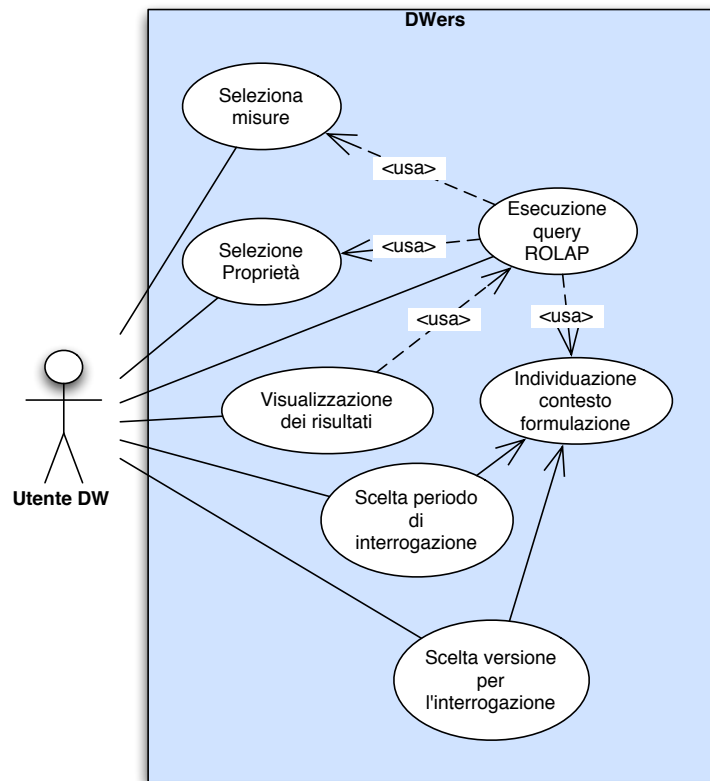 DWers
Seleziona
misure
<usa>
Esecuzione
query
ROLAP
Selezione
Proprietà
<usa>
<usa>
<usa>
Visualizzazione
dei risultati
Individuazione
contesto
formulazione
Utente DW
Scelta periodo
di
interrogazione
Scelta versione
per
l'interrogazione